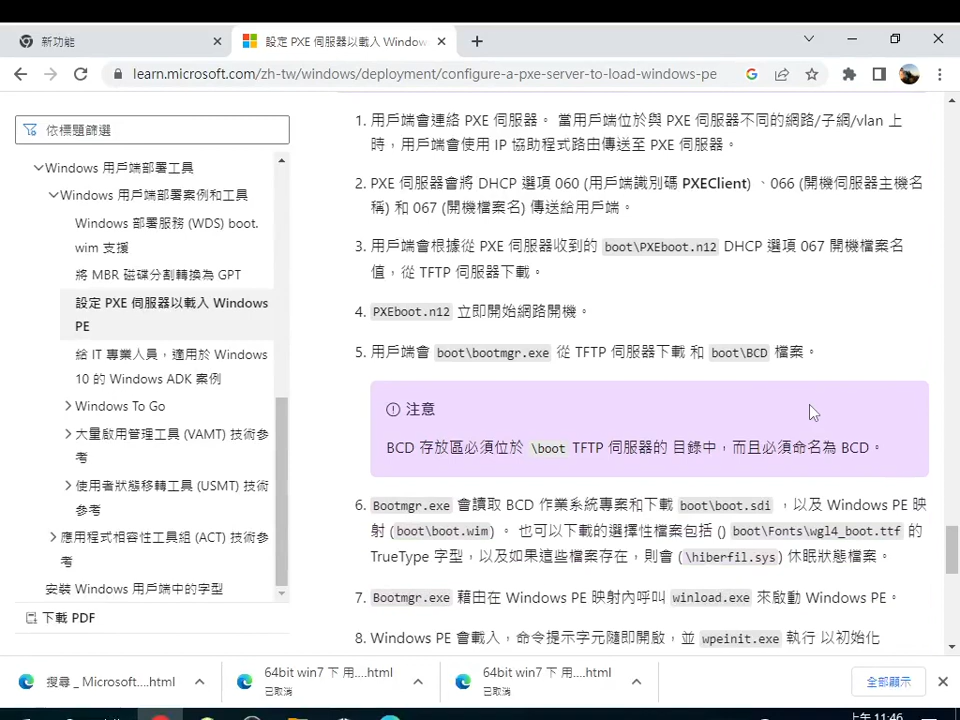 新功能
設定 PXE 伺服器以載入 Window
learn.microsoft.com/zh-tw/windows/deployment/configure-a-pxe-server-to-load-windows-pe
依標題篩選
Windows 用戶端部署工具
Windows 用戶端部署案例和工具
Windows 部署服務 (WDS) boot.
wim 支援
將 MBR 磁碟分割轉換為 GPT
設定 PXE 伺服器以載入 Windows
PE
給 IT 專業人員，適用於 Windows
10 的 Windows ADK 案例
Windows To Go
大量啟用管理工具 (VAMT) 技術參
考
使用者狀態移轉工具 (USMT) 技術
參考
應用程式相容性工具組 (ACT) 技術參
考
安裝 Windows 用戶端中的字型
下載 PDF
1. 用戶端會連絡 PXE 伺服器。 當用戶端位於與 PXE 伺服器不同的網路/子網/vlan 上
時，用戶端會使用 IP 協助程式路由傳送至 PXE 伺服器。
2. PXE 伺服器會將 DHCP 選項 060 (用戶端識別碼 PXEClient) 、066 (開機伺服器主機名
稱) 和 067 (開機檔案名) 傳送給用戶端。
3. 用戶端會根據從 PXE 伺服器收到的 boot\PXEboot.n12 DHCP 選項 067 開機檔案名
值，從 TFTP 伺服器下載。
4. PXEboot.n12 立即開始網路開機。
5. 用戶端會 boot\bootmgr.exe 從 TFTP 伺服器下載 和 boot\BCD 檔案。
注意
BCD 存放區必須位於 \boot TFTP 伺服器的 目錄中，而且必須命名為 BCD。
6. Bootmgr.exe 會讀取 BCD 作業系統專案和下載 boot\boot.sdi ，以及 Windows PE 映
射 (boot\boot.wim) 。 也可以下載的選擇性檔案包括 () boot\Fonts\wgl4_boot.ttf 的
TrueType 字型，以及如果這些檔案存在，則會 (\hiberfil.sys) 休眠狀態檔案。
7. Bootmgr.exe 藉由在 Windows PE 映射內呼叫 winload.exe 來啟動 Windows PE。
8. Windows PE 會載入，命令提示字元隨即開啟，並 wpeinit.exe 執行 以初始化
搜尋 _ Microsoft....html
64bit win7 下 用....html
已取消
64bit win7 下 用....html
已取消
全部顯示
上午 11:46